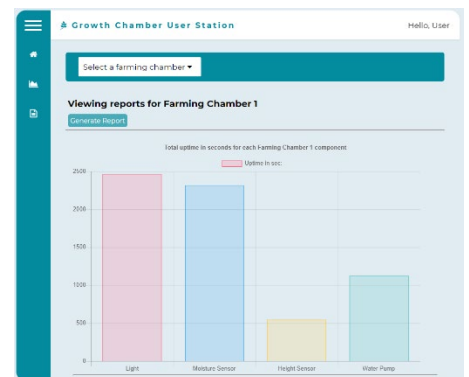 Growth Chamber User Station
Hello, User
Select a farming chamber
Viewing reports for Farming Chamber 1
Generate Report
Total uptime in seconds for each Farming Chamber 1 component
Uptime in sec:
2500
2000
1500
1000
500
0
Light
Moisture Sensor
Height Sensor
Water Pump